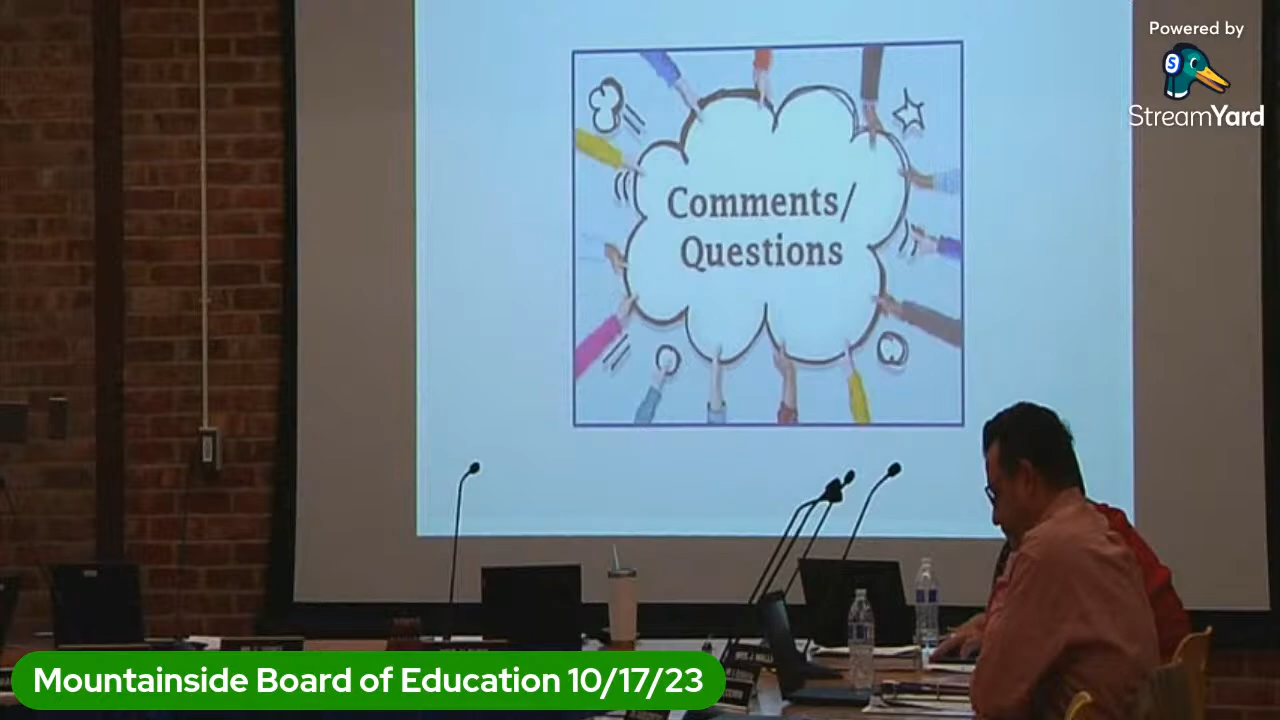 Powered by
S
StreamYard
Comments/
Questions
Mountainside Board of Education 10/17/23